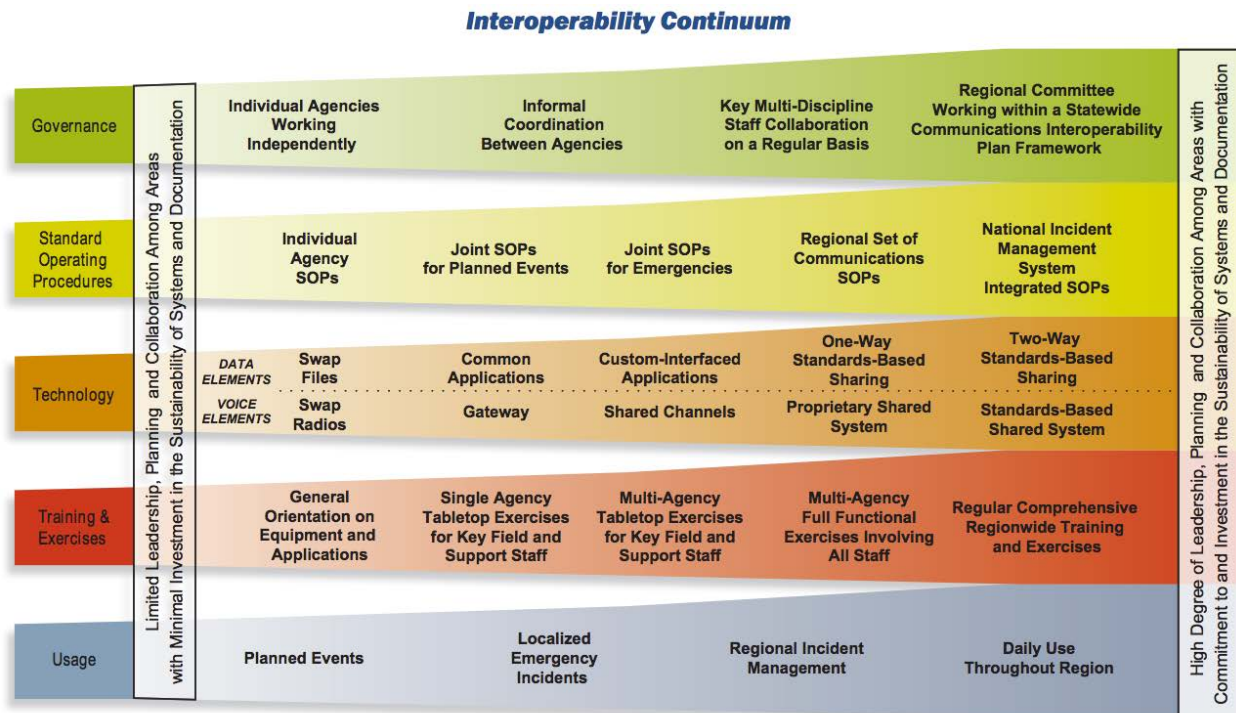 Interoperability Continuum
Limited Leadership, Planning and Collaboration Among Areas
with Minimal Investment in the Sustainability of Systems and Documentation
Governance
Individual Agencies
Working
Independently
Informal
Coordination
Between Agencies
Key Multi-Discipline
Staff Collaboration
on a Regular Basis
Regional Committee
Working within a Statewide
Communications Interoperability
Plan Framework
Standard
Operating
Procedures
Individual
Agency
SOPs
Joint SOPs
for Planned Events
Joint SOPs
for Emergencies
Regional Set of
Communications
SOPs
National Incident
Management
System
Integrated SOPs
Technology
DATA
ELEMENTS
Swap
Files
Common
Applications
Custom-Interfaced
Applications
One-Way
Standards-Based
Sharing
Two-Way
Standards-Based
Sharing
VOICE
ELEMENTS
Swap
Radios
Gateway
Shared Channels
Proprietary Shared
System
Standards-Based
Shared System
Training &
Exercises
General
Orientation on
Equipment and
Applications
Single Agency
Tabletop Exercises
for Key Field and
Support Staff
Multi-Agency
Tabletop Exercises
for Key Field and
Support Staff
Multi-Agency
Full Functional
Exercises Involving
All Staff
Regular Comprehensive
Regionwide Training
and Exercises
Usage
Planned Events
Localized
Emergency
Incidents
Regional Incident
Management
Daily Use
Throughout Region
High Degree of Leadership, Planning and Collaboration Among Areas with
Commitment to and Investment in the Sustainability of Systems and Documentation